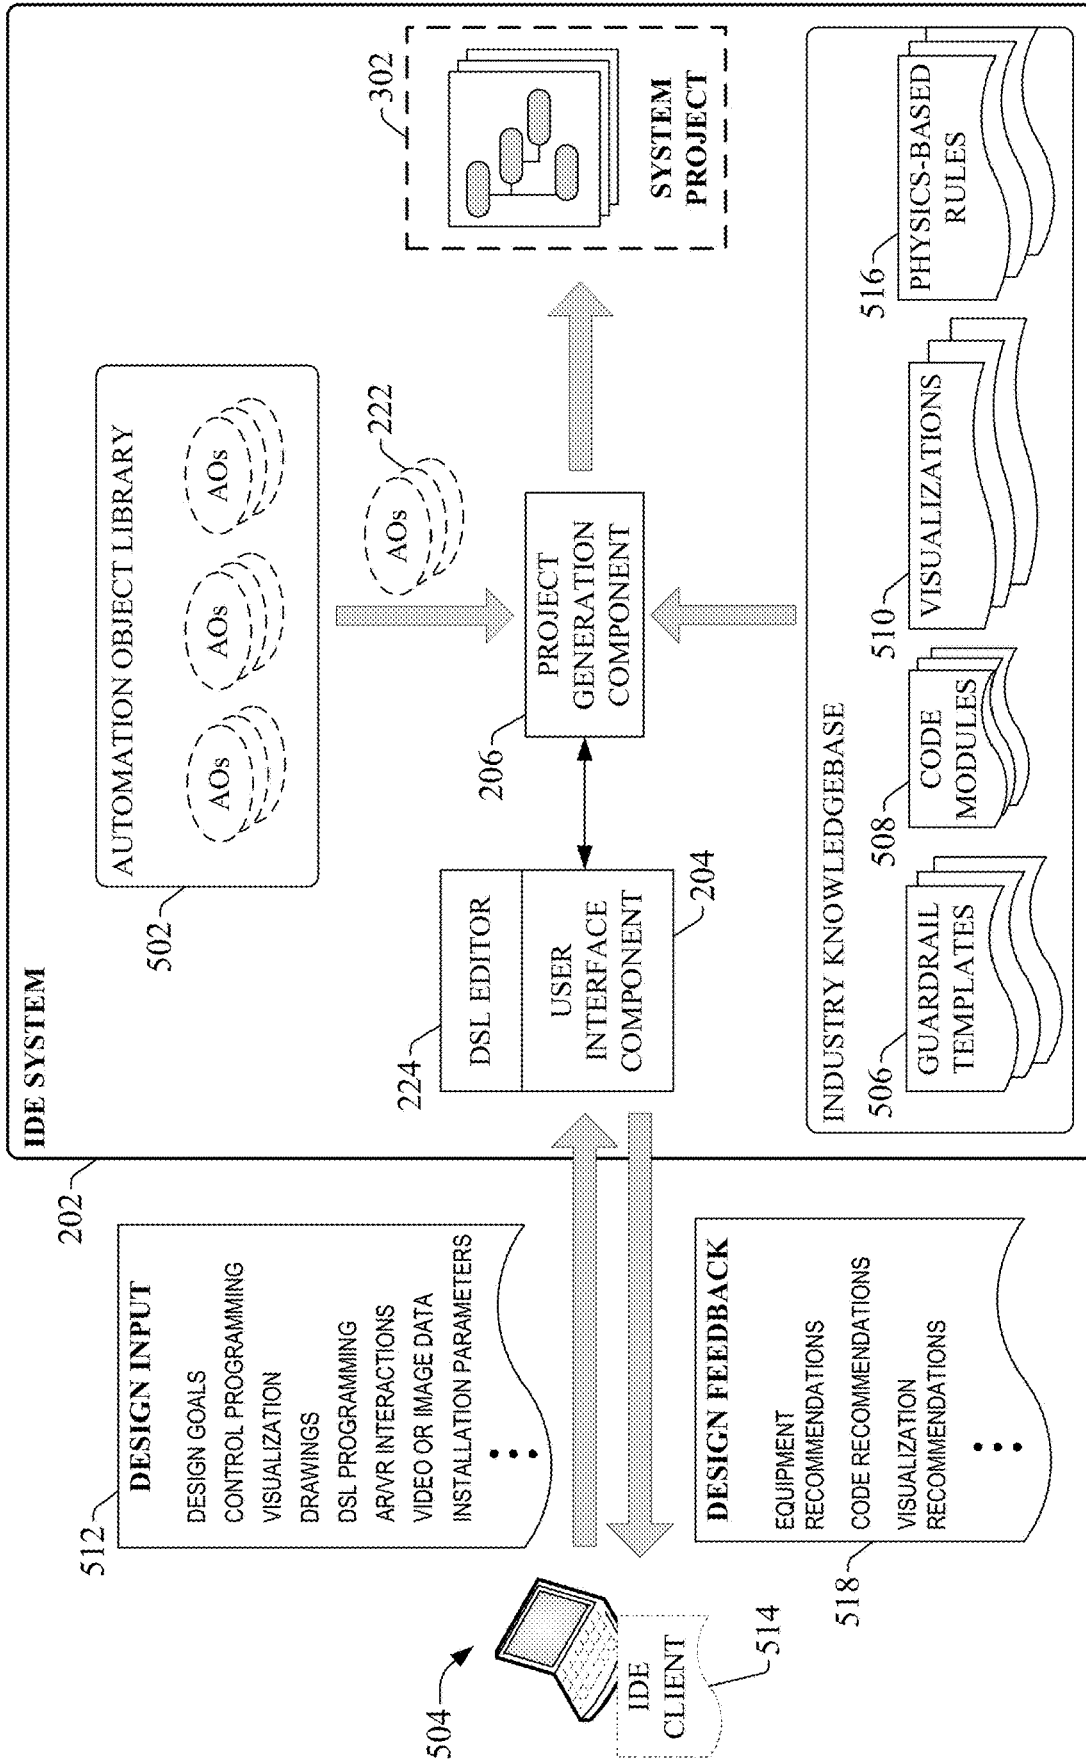 504
IDE
CLIENT
514
512
DESIGN INPUT
DESIGN GOALS
CONTROL PROGRAMMING
VISUALIZATION
DRAWINGS
DSL PROGRAMMING
AR/VR INTERACTIONS
VIDEO OR IMAGE DATA
INSTALLATION PARAMETERS
DESIGN FEEDBACK
EQUIPMENT
RECOMMENDATIONS
CODE RECOMMENDATIONS
VISUALIZATION
RECOMMENDATIONS
518
202
IDE SYSTEM
502
AUTOMATION OBJECT LIBRARY
AOs
AOs
AOs
224
DSL EDITOR
USER
INTERFACE
COMPONENT
204
206
PROJECT
GENERATION
COMPONENT
AOs
222
302
SYSTEM
PROJECT
INDUSTRY KNOWLEDGEBASE
506
GUARDRAIL
TEMPLATES
508
CODE
MODULES
510
VISUALIZATIONS
516
PHYSICS-BASED
RULES